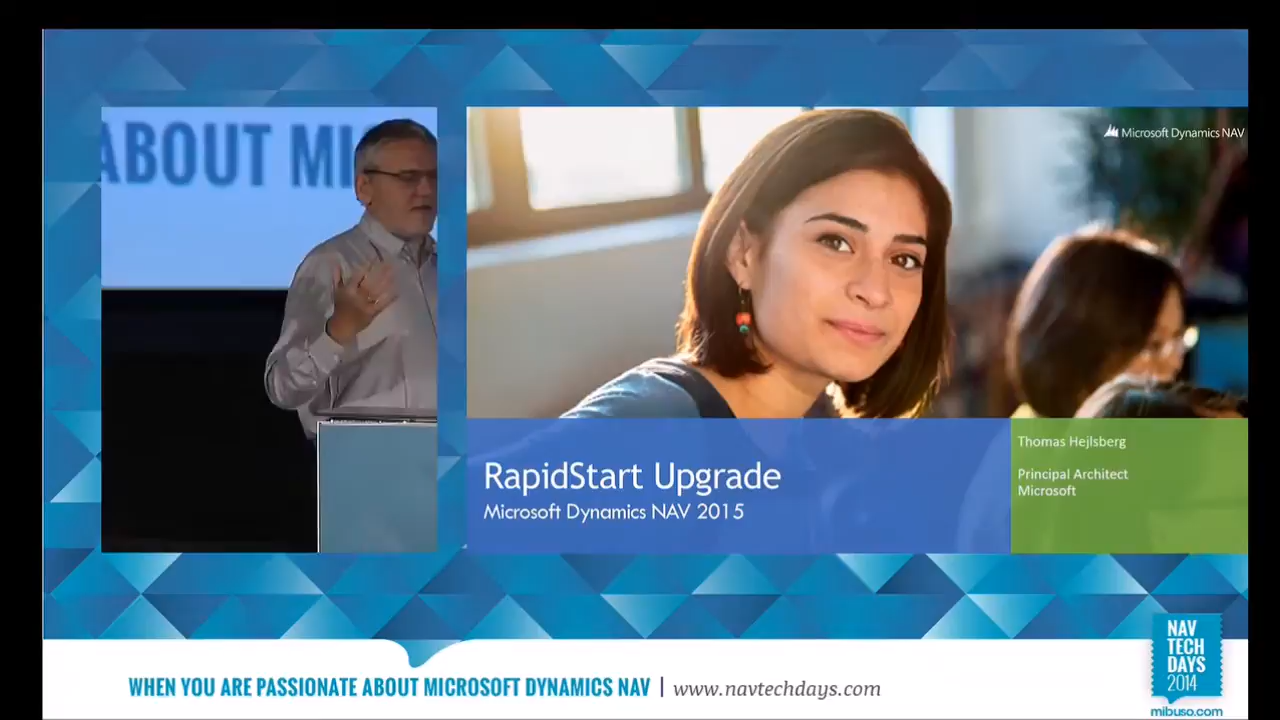 ABOUT MI
Microsoft Dynamics NAV
RapidStart Upgrade
Microsoft Dynamics NAV 2015
Thomas Hejlsberg
Principal Architect
Microsoft
WHEN YOU ARE PASSIONATE ABOUT MICROSOFT DYNAMICS NAV | www.navtechdays.com
NAV
TECH
DAYS
2014
mibuso.com